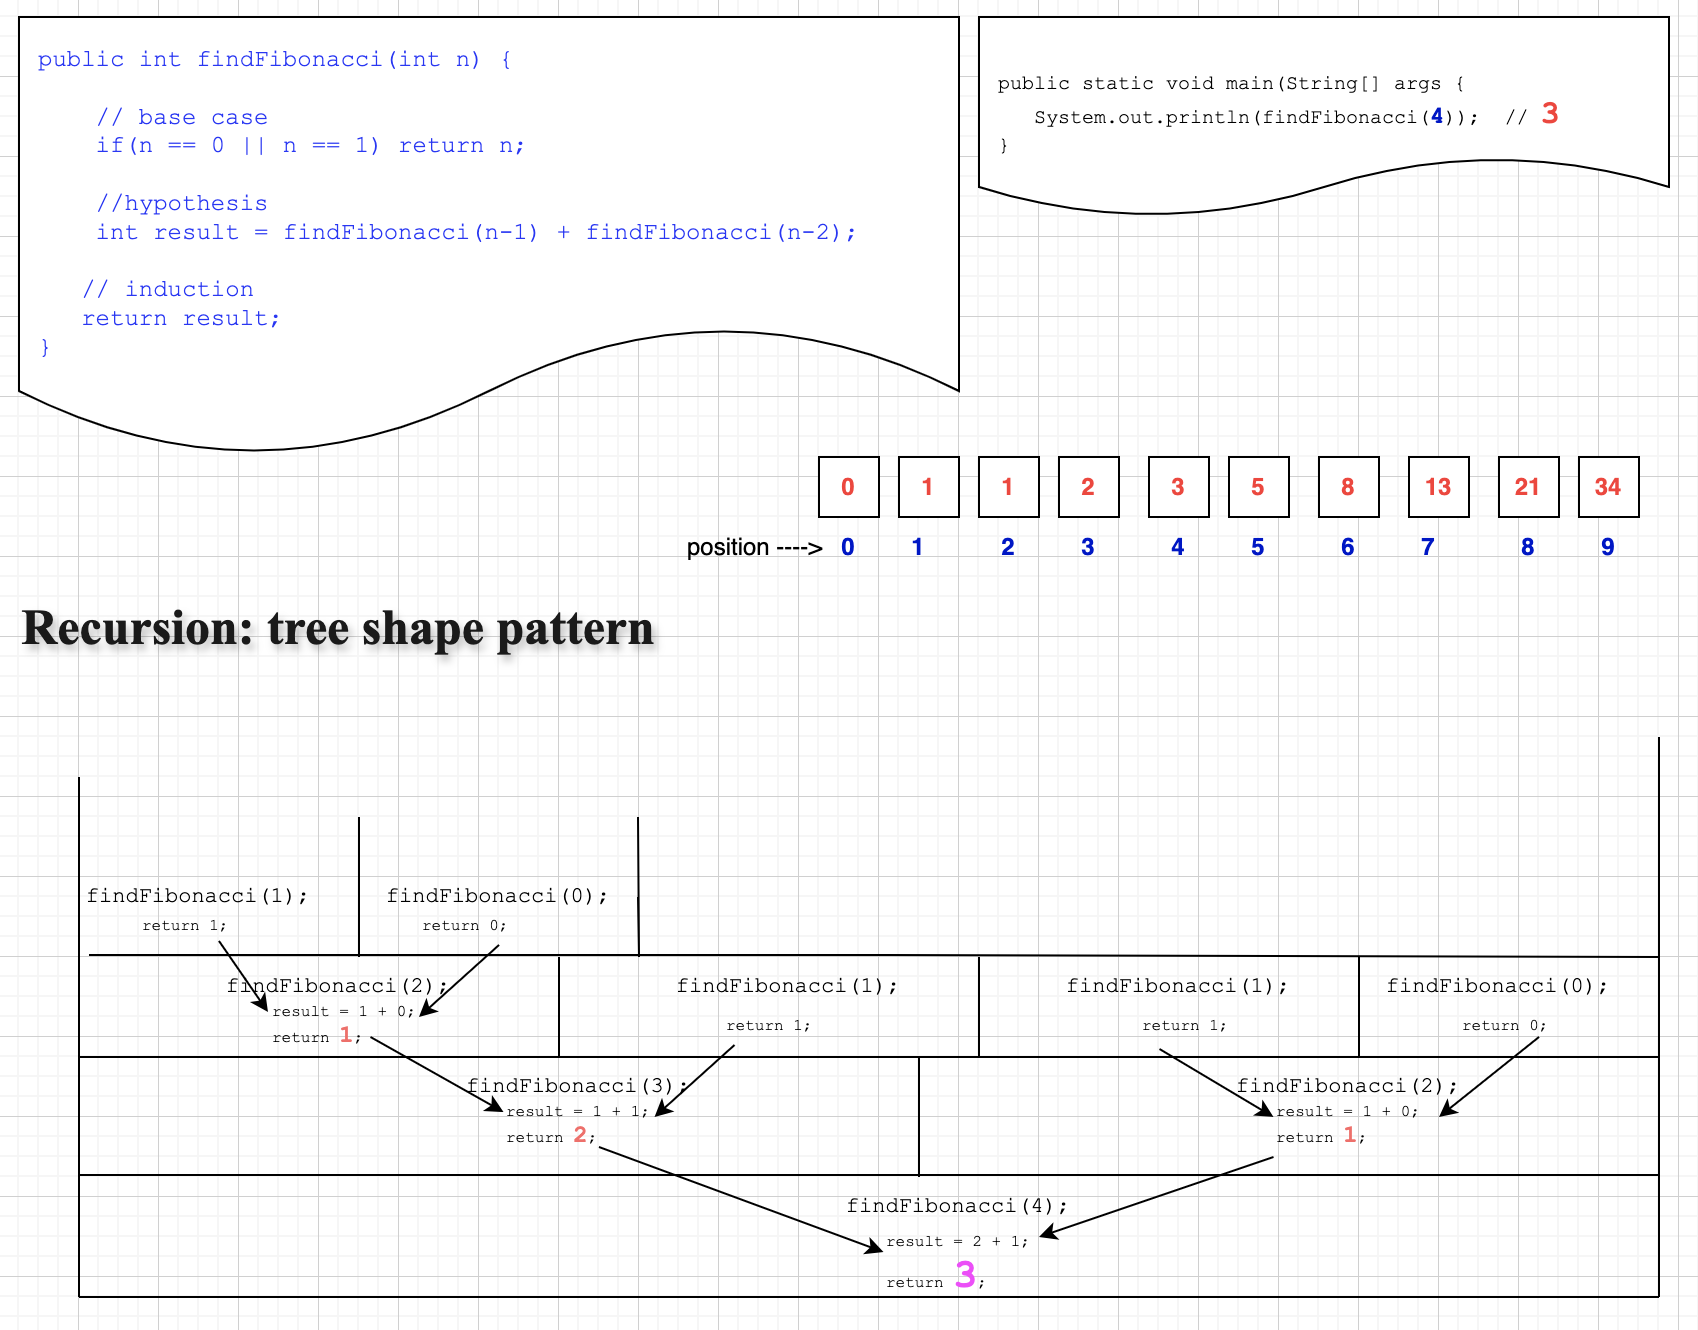 public int findFibonacci(int n) {
// base case
if(n == 0 || n == 1) return n;
//hypothesis
int result = findFibonacci(n-1) + findFibonacci(n-2);
// induction
return result;
}
public static void main(String[] args {
System.out.println(findFibonacci(4)); // 3
}
0 1 1 2 3 5 8 13 21 34
position ----> 0 1 2 3 4 5 6 7 8 9
Recursion: tree shape pattern
findFibonacci(1); findFibonacci(0);
return 1; return 0;
findFibonacci(2); findFibonacci(1); findFibonacci(1); findFibonacci(0);
result = 1 + 0;
return 1; return 1; return 1; return 0;
findFibonacci(3); findFibonacci(2);
result = 1 + 1; result = 1 + 0;
return 2; return 1;
findFibonacci(4);
result = 2 + 1;
return 3;